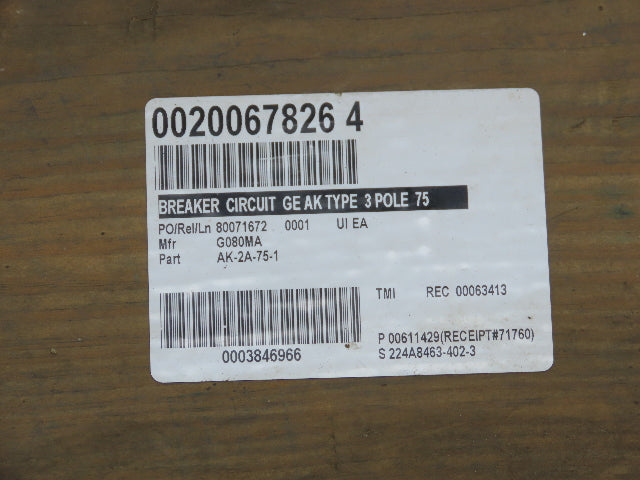 0020067826 4
BREAKER CIRCUIT GE AK TYPE 3 POLE 75
PO/Rel/Ln 80071672 0001 UI EA
Mfr G080MA
Part AK-2A-75-1
TMI REC 00063413
P 00611429(RECEIPT#71760)
0003846966 S 224A8463-402-3